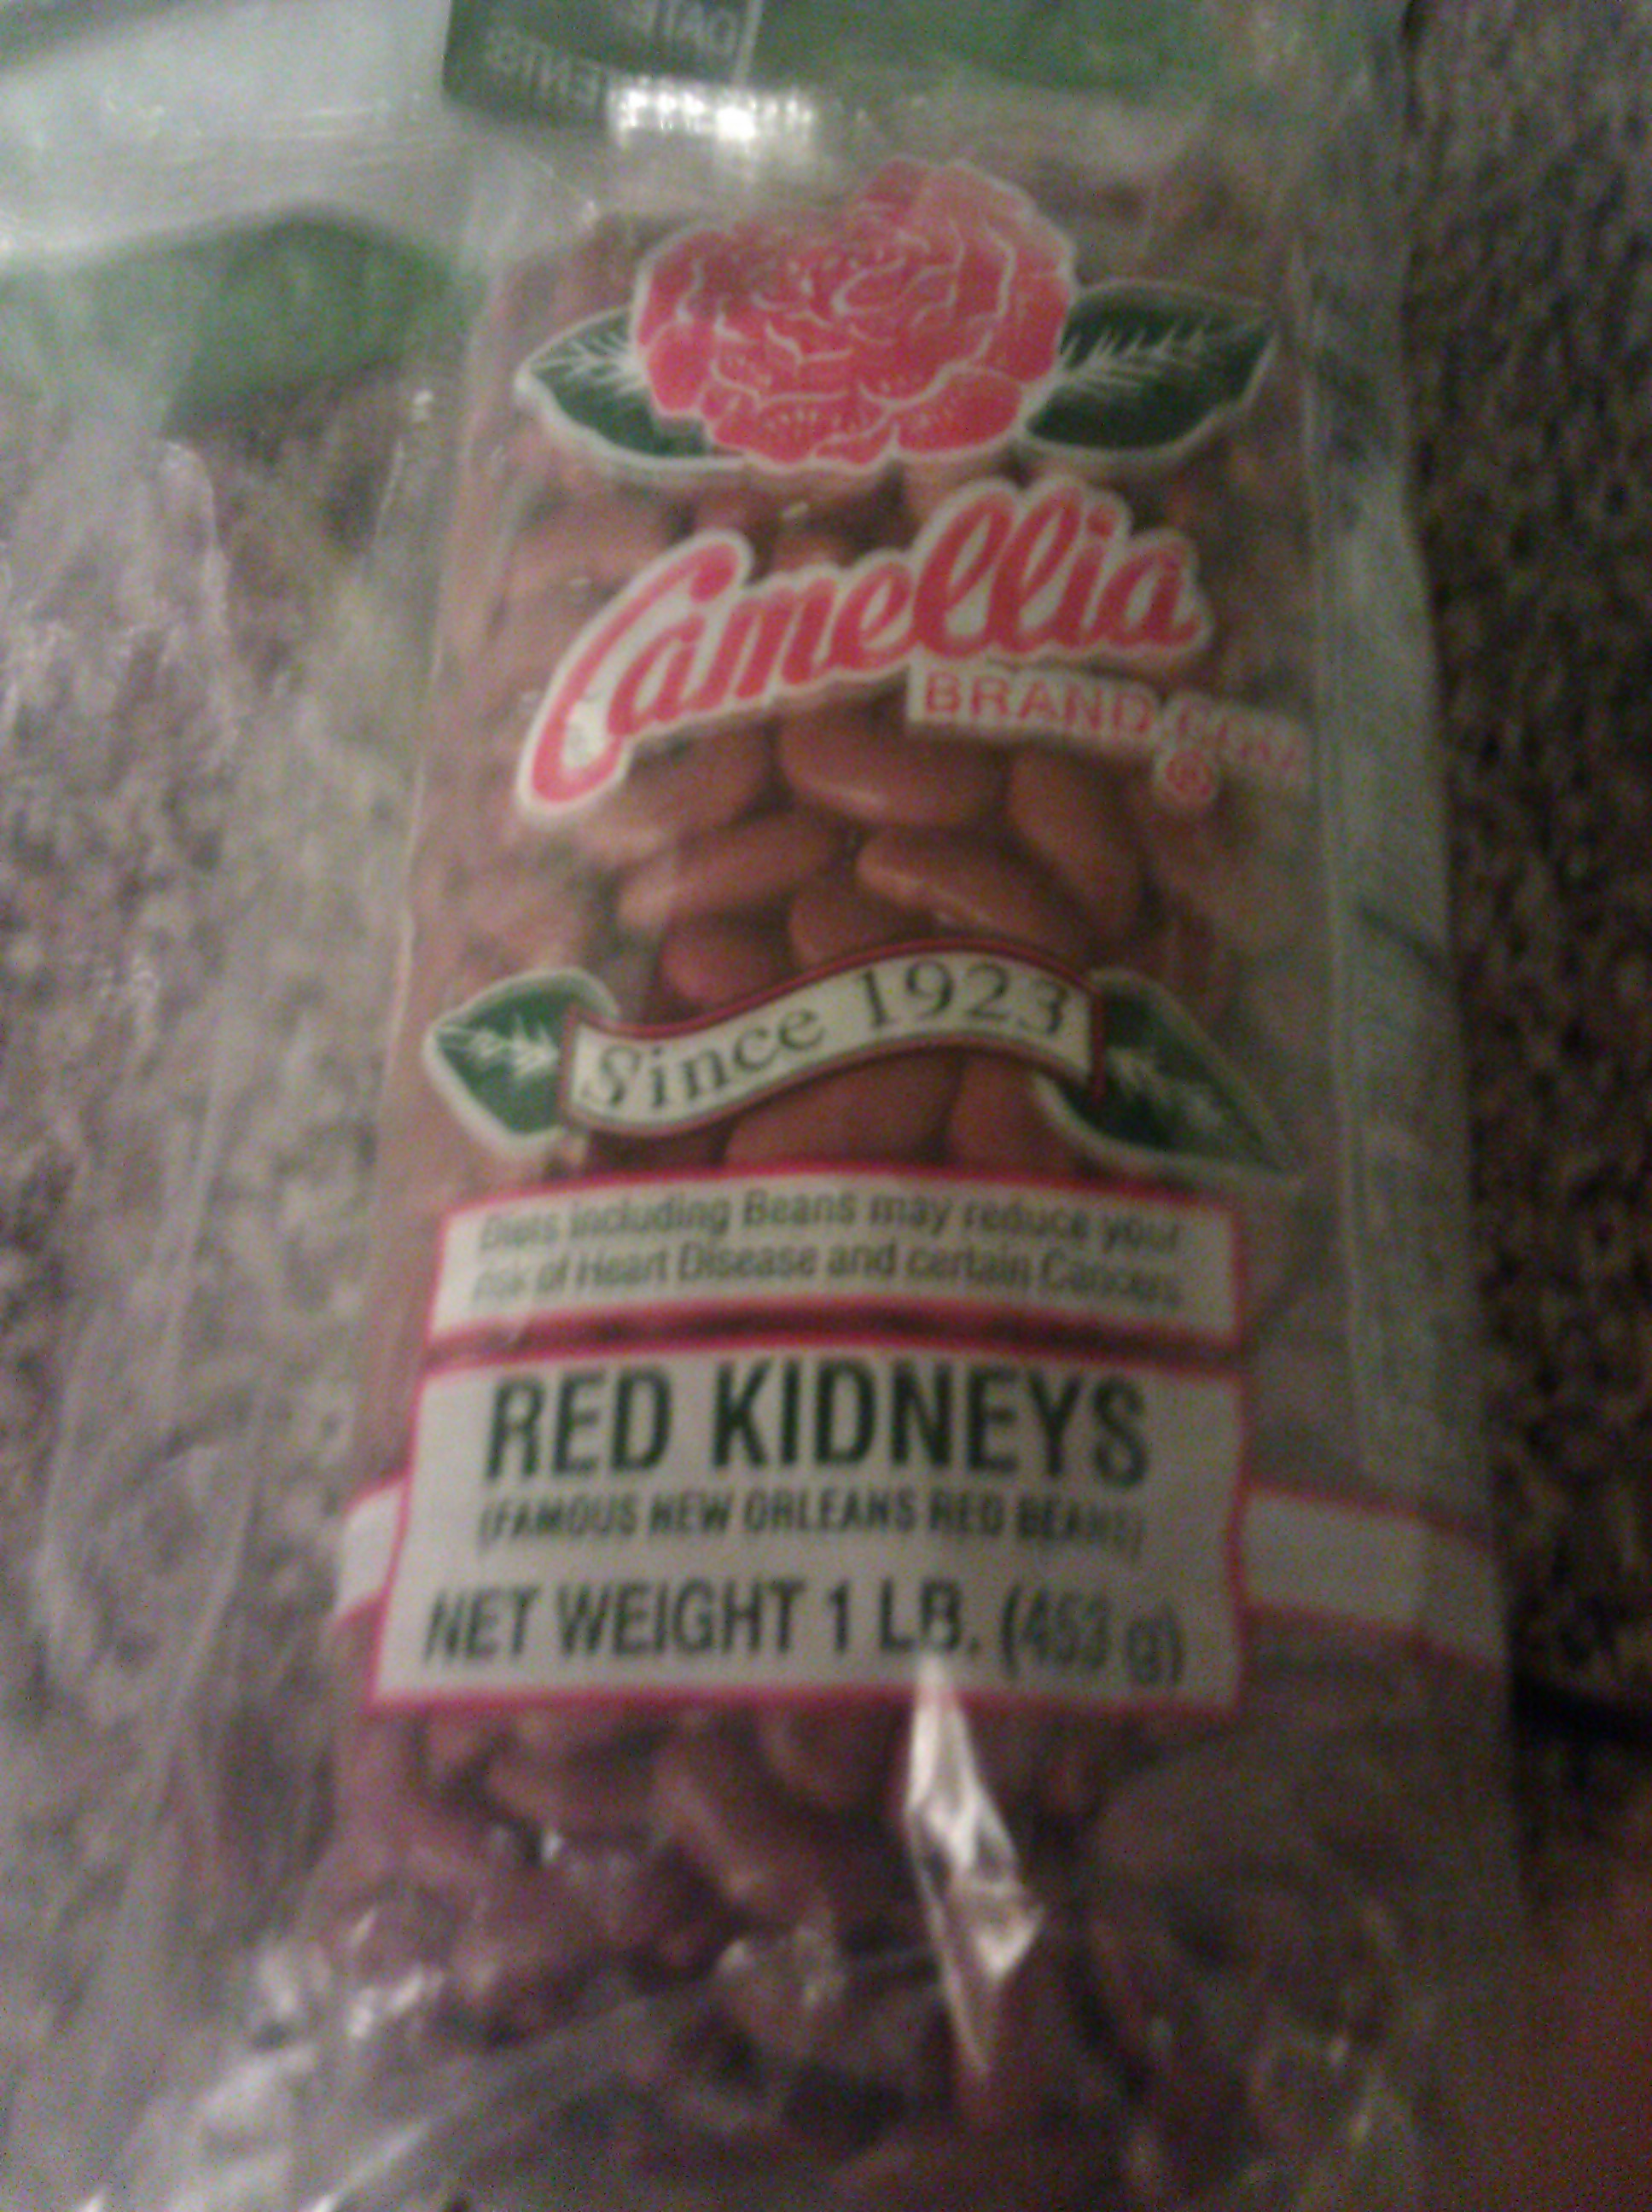 Camellia
BRAND
®
Since 1923
Diets including Beans may reduce your
risk of Heart Disease and certain Cancers
RED KIDNEYS
(FAMOUS NEW ORLEANS RED BEANS)
NET WEIGHT 1 LB. (453 g)